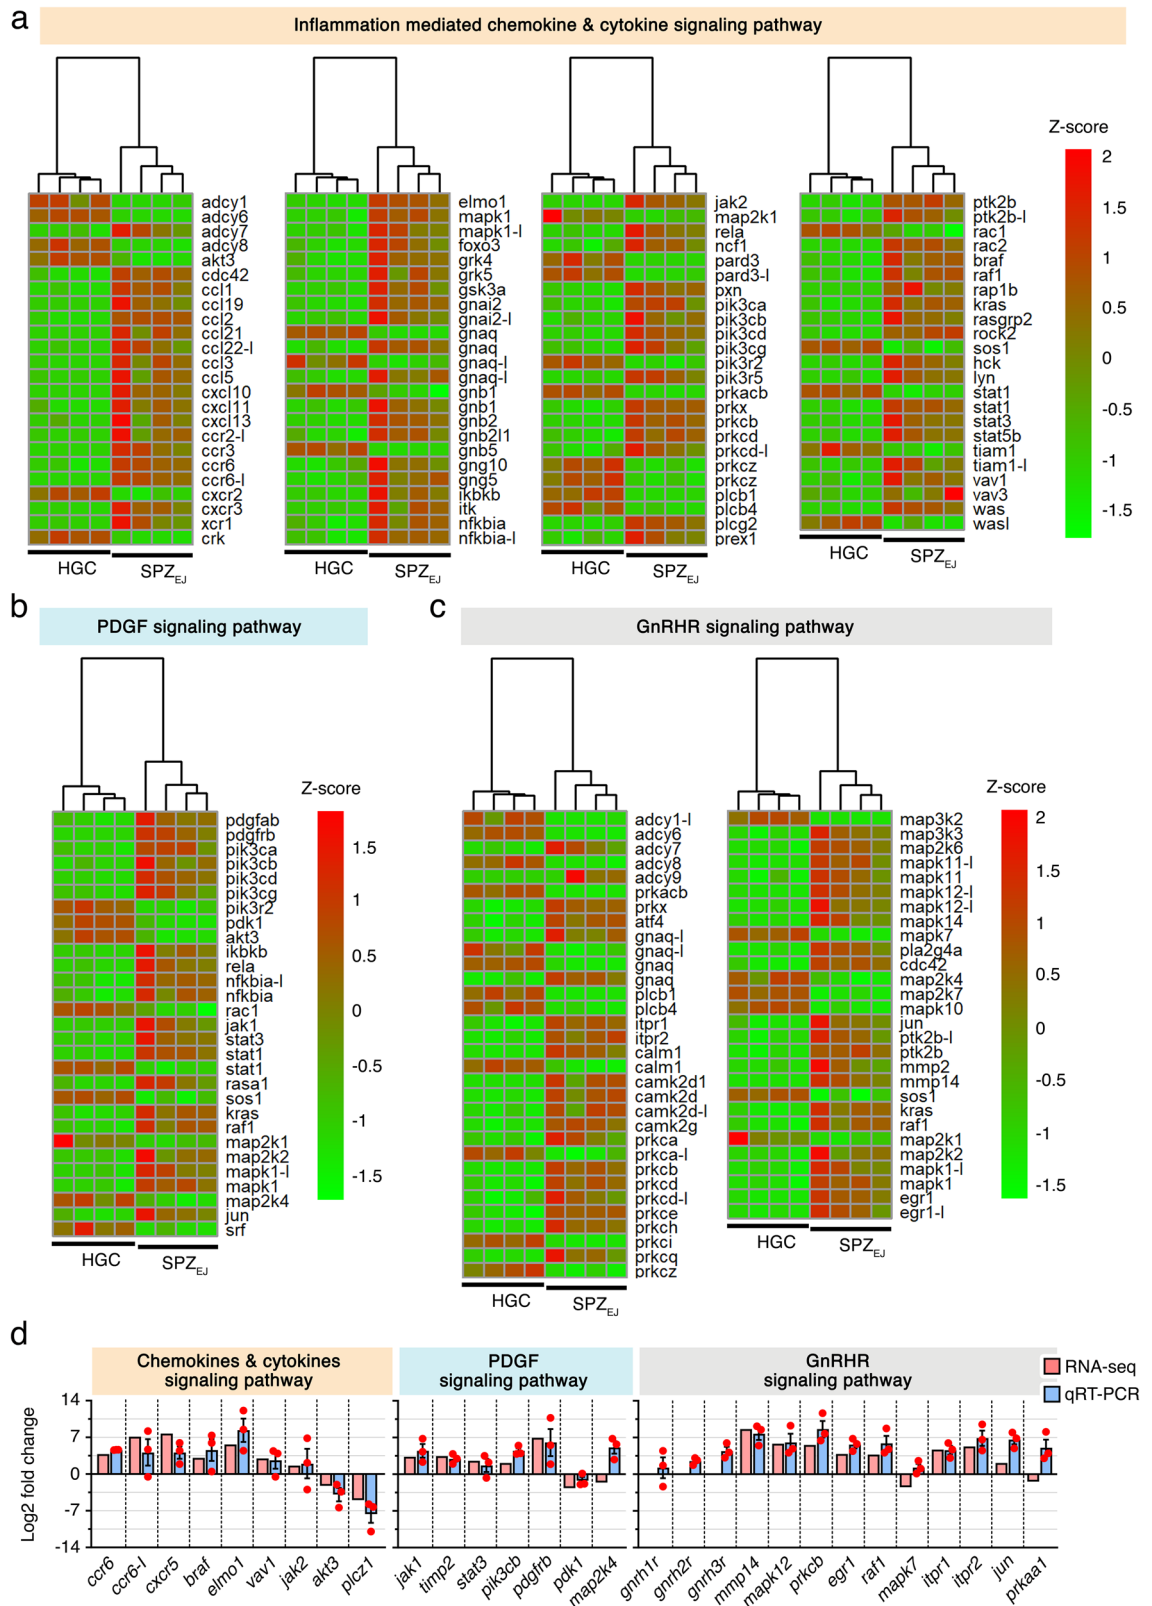 a
Inflammation mediated chemokine & cytokine signaling pathway
adcy1
adcy6
adcy7
adcy8
akt3
cdc42
ccl1
ccl19
ccl2
ccl21
ccl22-l
ccl3
ccl5
cxcl10
cxcl11
cxcl13
ccr2-l
ccr3
ccr6
ccr6-l
cxcr2
cxcr3
xcr1
crk
HGC
SPZEJ
elmo1
mapk1
mapk1-l
foxo3
grk4
grk5
gsk3a
gnai2
gnai2-l
gnaq
gnaq
gnaq-l
gnaq-l
gnb1
gnb1
gnb2
gnb2l1
gnb5
gng10
gng5
ikbkb
itk
nfkbia
nfkbia-l
HGC
SPZEJ
jak2
map2k1
rela
ncf1
pard3
pard3-l
pxn
pik3ca
pik3cb
pik3cd
pik3cg
pik3r2
pik3r5
prkacb
prkx
prkcb
prkcd
prkcd-l
prkcz
prkcz
plcb1
plcb4
plcg2
prex1
HGC
SPZEJ
ptk2b
ptk2b-l
rac1
rac2
braf
raf1
rap1b
kras
rasgrp2
rock2
sos1
hck
lyn
stat1
stat1
stat3
stat5b
tiam1
tiam1-l
vav1
vav3
was
wasl
HGC
SPZEJ
Z-score
2
1.5
1
0.5
0
-0.5
-1
-1.5
b
PDGF signaling pathway
pdgfab
pdgfrb
pik3ca
pik3cb
pik3cd
pik3cg
pik3r2
pdk1
akt3
ikbkb
rela
nfkbia-l
nfkbia
rac1
jak1
stat3
stat1
stat1
rasa1
sos1
kras
raf1
map2k1
map2k2
mapk1-l
mapk1
map2k4
jun
srf
HGC
SPZEJ
Z-score
1.5
1
0.5
0
-0.5
-1
-1.5
c
GnRHR signaling pathway
adcy1-l
adcy6
adcy7
adcy8
adcy9
prkacb
prkx
atf4
gnaq-l
gnaq-l
gnaq
gnaq
plcb1
plcb4
itpr1
itpr2
calm1
calm1
camk2d1
camk2d
camk2d-l
camk2g
prkca
prkca-l
prkcb
prkcd
prkcd-l
prkce
prkch
prkci
prkcq
prkcz
HGC
SPZEJ
map3k2
map3k3
map2k6
mapk11-l
mapk11
mapk12-l
mapk12-l
mapk14
mapk7
pla2g4a
cdc42
map2k4
map2k7
mapk10
jun
ptk2b-l
ptk2b
mmp2
mmp14
sos1
kras
raf1
map2k1
map2k2
mapk1-l
mapk1
egr1
egr1-l
HGC
SPZEJ
Z-score
2
1.5
1
0.5
0
-0.5
-1
-1.5
d
Chemokines & cytokines
signaling pathway
PDGF
signaling pathway
GnRHR
signaling pathway
RNA-seq
qRT-PCR
Log2 fold change
14
7
0
-7
-14
ccr6
ccr6-l
cxcr5
braf
elmo1
vav1
jak2
akt3
plcz1
jak1
timp2
stat3
pik3cb
pdgfrb
pdk1
map2k4
gnrh1r
gnrh2r
gnrh3r
mmp14
mapk12
prkcb
egr1
raf1
mapk7
itpr1
itpr2
jun
prkaa1